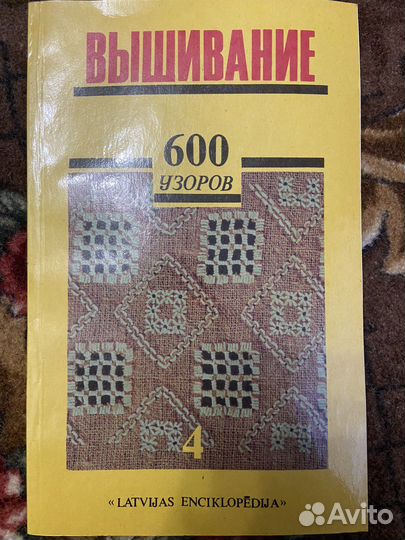 ВЫШИВАНИЕ
600
УЗОРОВ
4
«LATVIJAS ENCIKLOPĒDIJA»
Avito